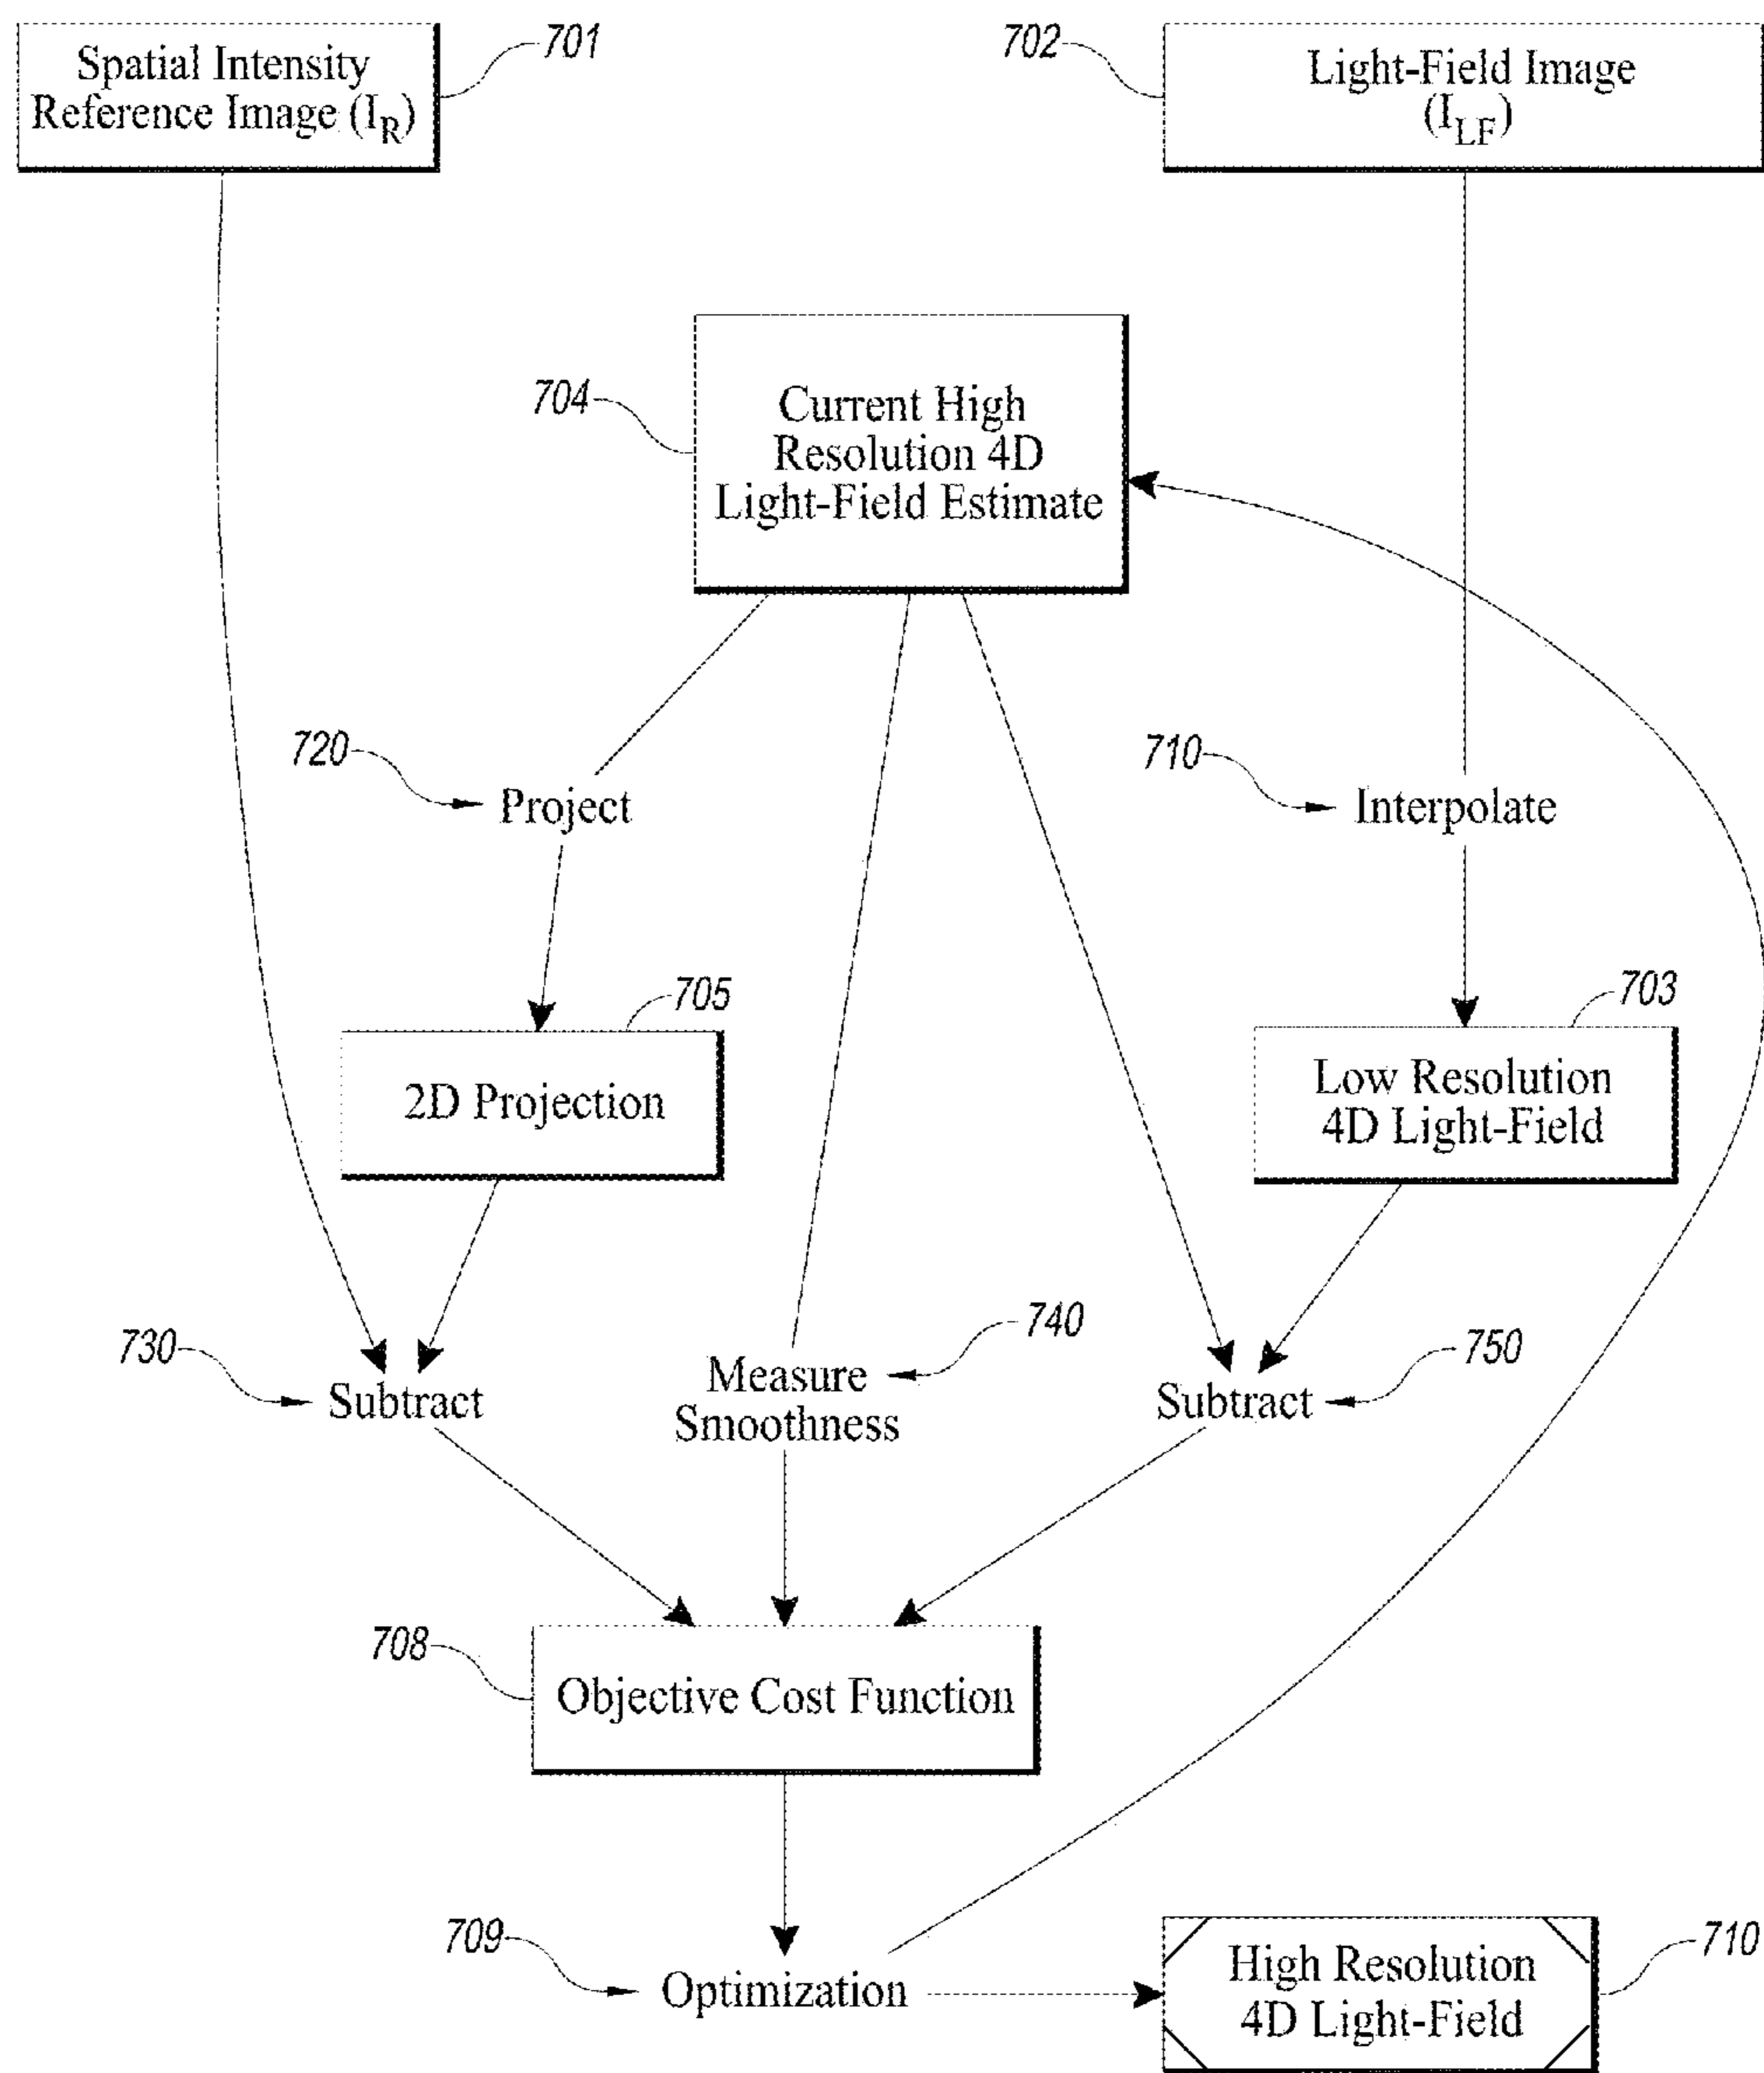 701
Spatial Intensity
Reference Image (I_R)
702
Light-Field Image
(I_LF)
704
Current High
Resolution 4D
Light-Field Estimate
720
Project
710
Interpolate
705
2D Projection
703
Low Resolution
4D Light-Field
730
Subtract
740
Measure
Smoothness
750
Subtract
708
Objective Cost Function
709
Optimization
710
High Resolution
4D Light-Field